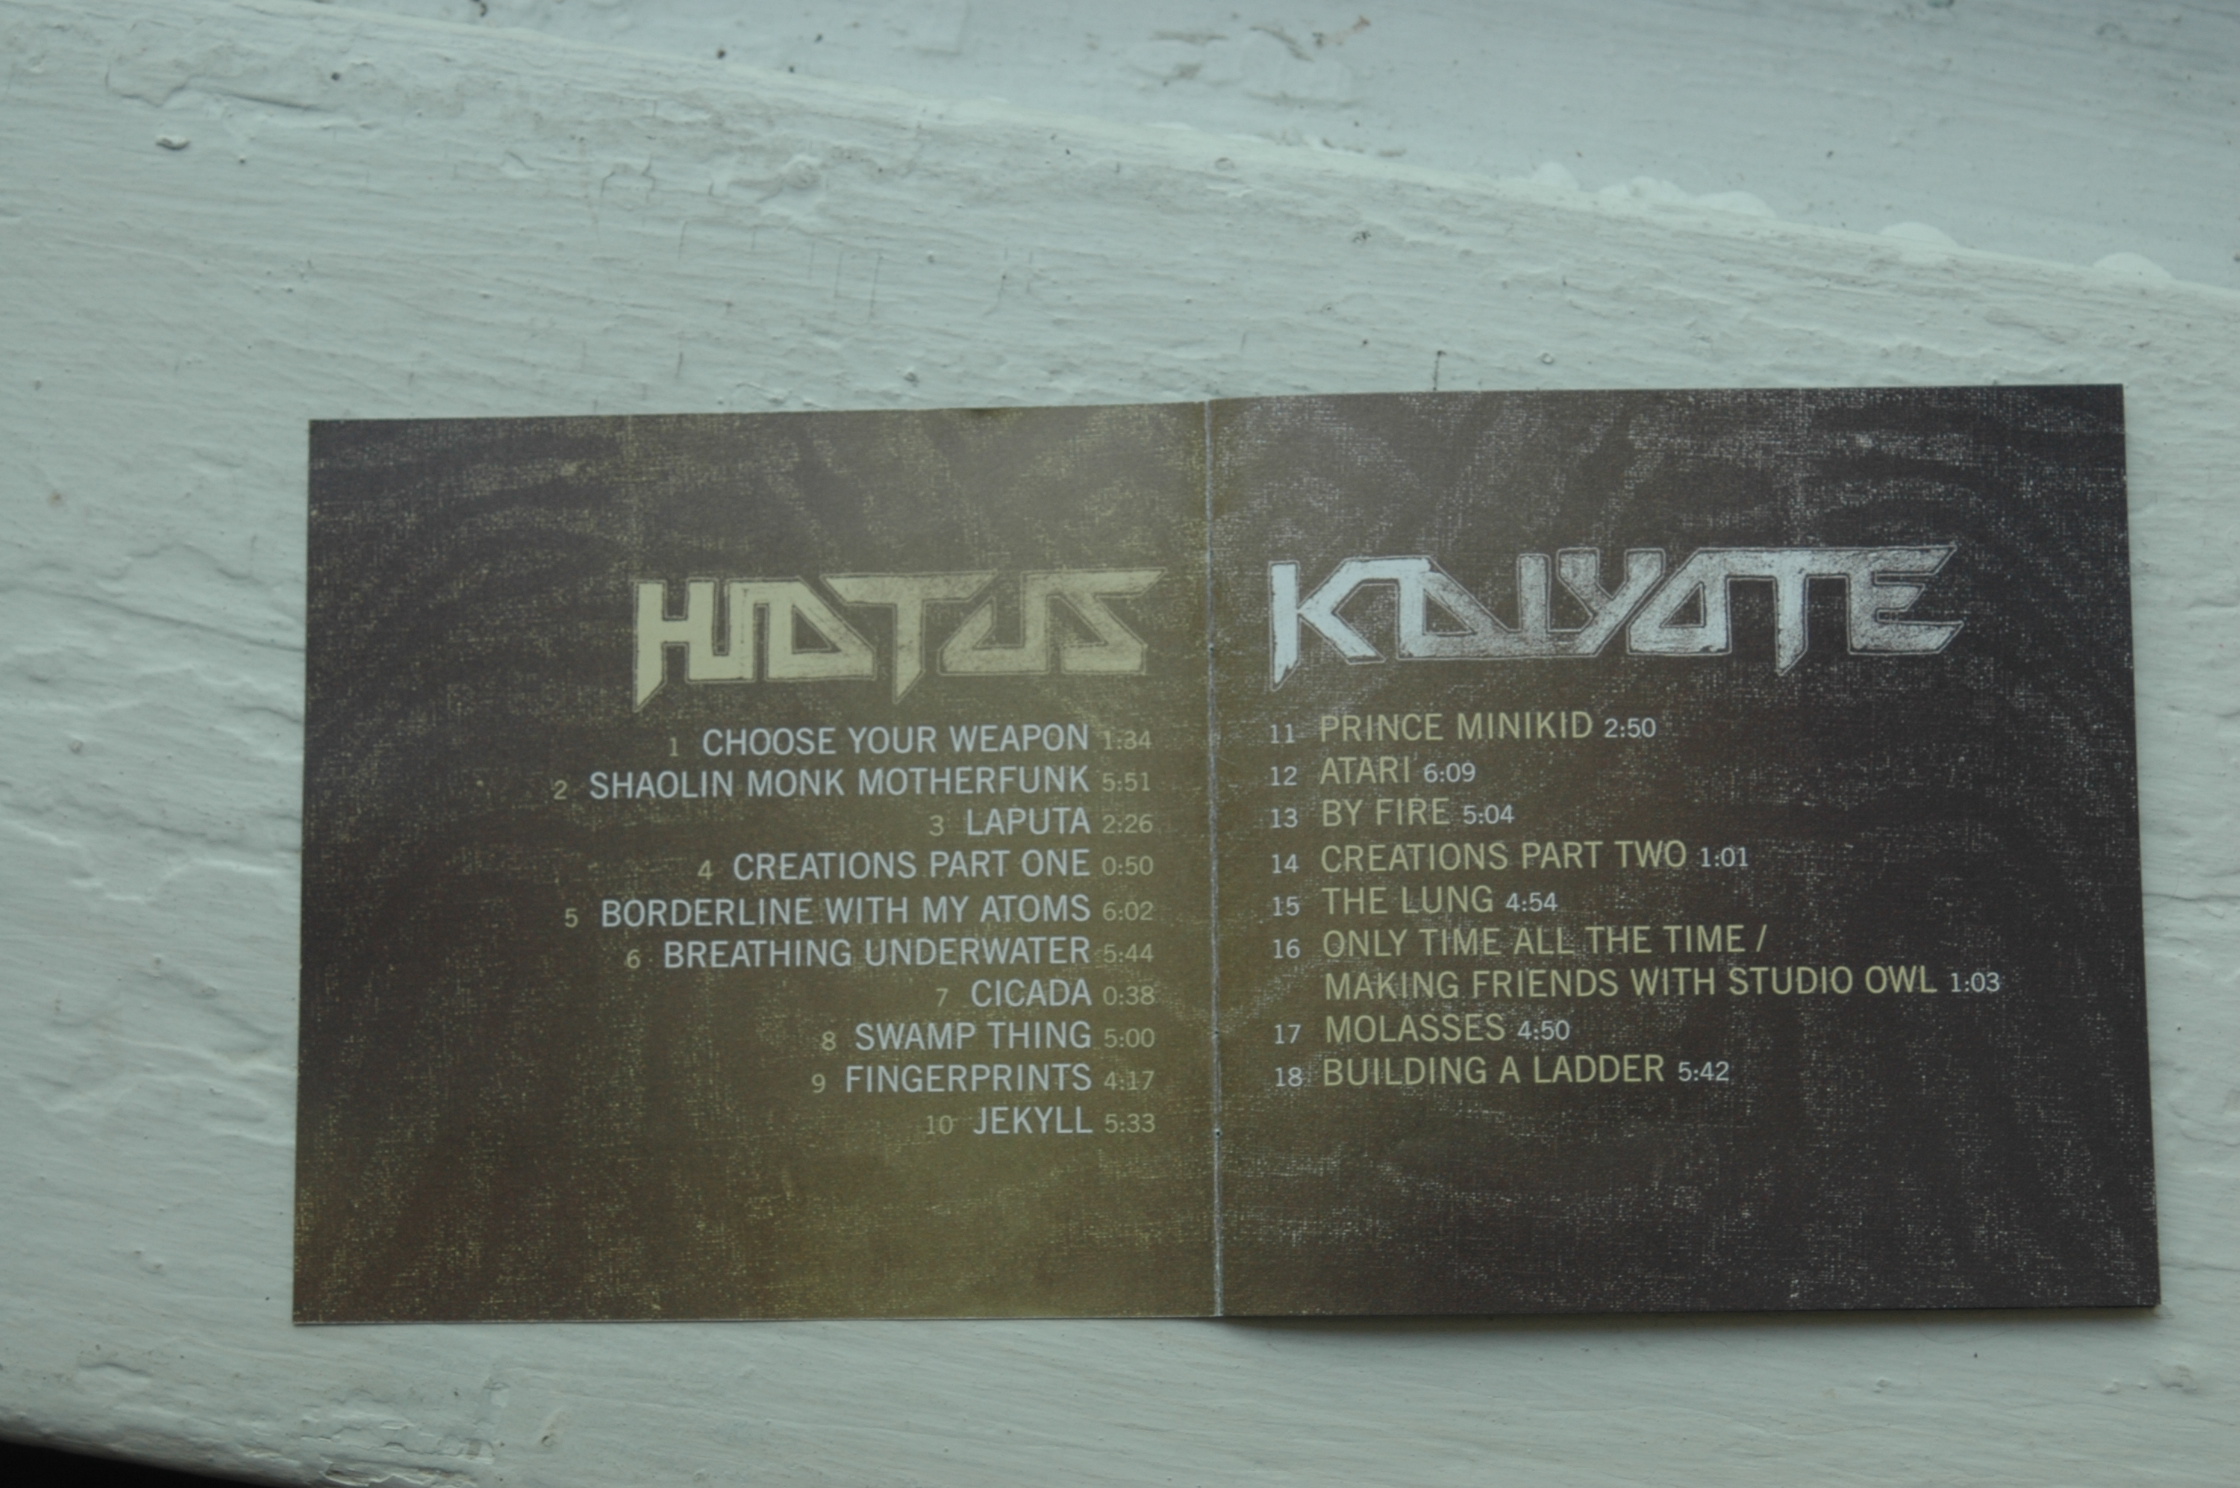 HIATUS
1 CHOOSE YOUR WEAPON 1:34
2 SHAOLIN MONK MOTHERFUNK 5:51
3 LAPUTA 2:26
4 CREATIONS PART ONE 0:50
5 BORDERLINE WITH MY ATOMS 6:02
6 BREATHING UNDERWATER 5:44
7 CICADA 0:38
8 SWAMP THING 5:00
9 FINGERPRINTS 4:17
10 JEKYLL 5:33
KAIYOTE
11 PRINCE MINIKID 2:50
12 ATARI 6:09
13 BY FIRE 5:04
14 CREATIONS PART TWO 1:01
15 THE LUNG 4:54
16 ONLY TIME ALL THE TIME /
MAKING FRIENDS WITH STUDIO OWL 1:03
17 MOLASSES 4:50
18 BUILDING A LADDER 5:42